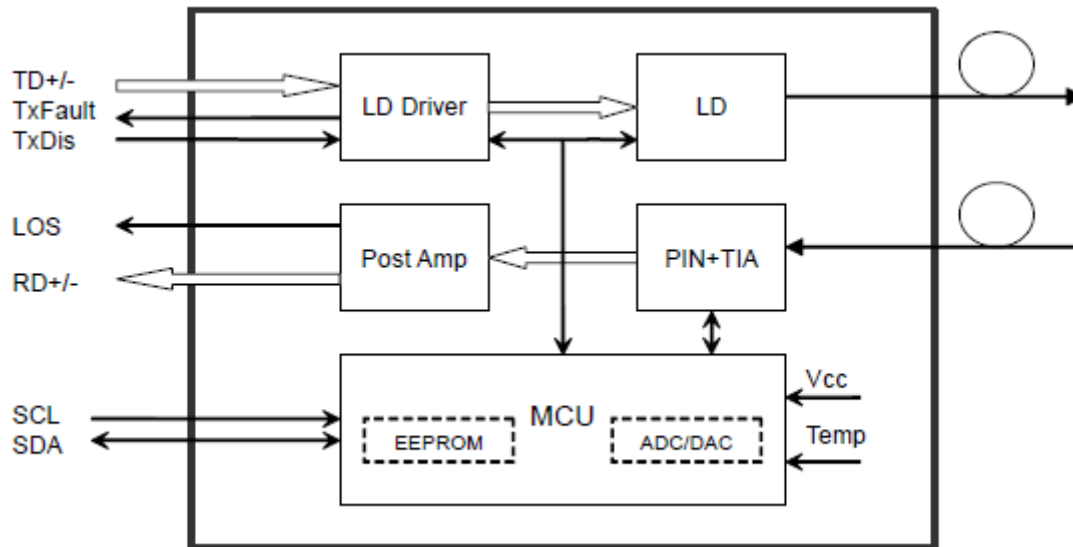 TD+/-
TxFault
TxDis
LD Driver
LD
LOS
RD+/-
Post Amp
PIN+TIA
SCL
SDA
MCU
EEPROM
ADC/DAC
Vcc
Temp